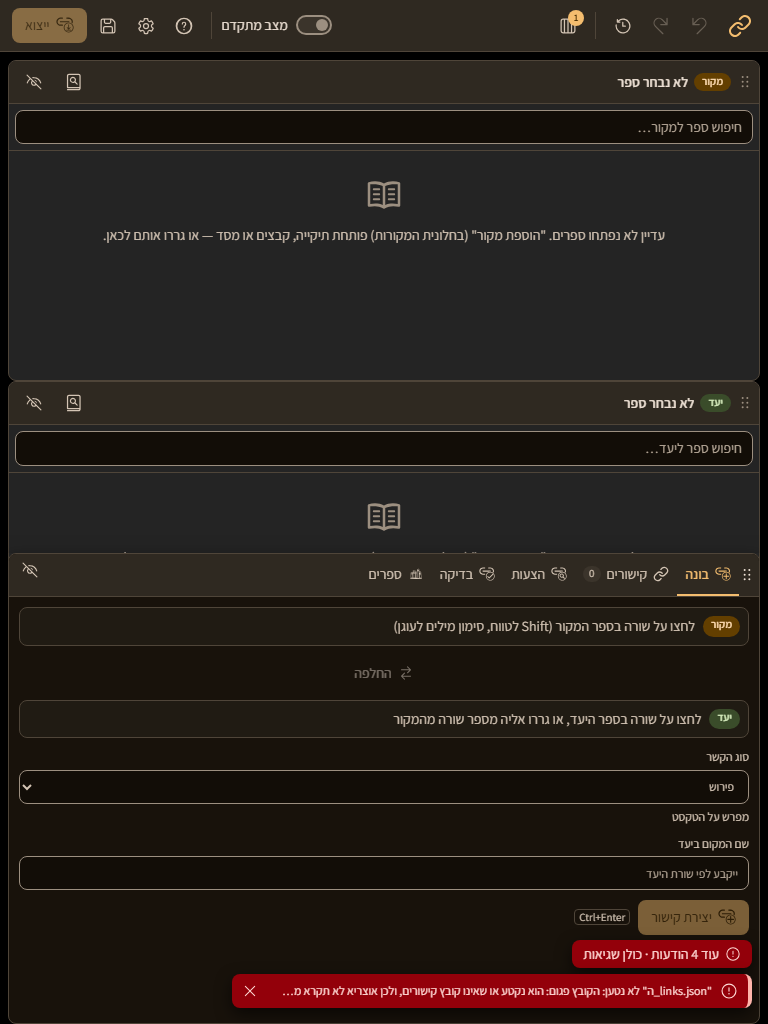 1
מצב מתקדם
ייצוא
מקור לא נבחר ספר
חיפוש ספר למקור…
עדיין לא נפתחו ספרים. "הוספת מקור" (בחלונית המקורות) פותחת תיקייה, קבצים או מסד — או גררו אותם לכאן.
יעד לא נבחר ספר
חיפוש ספר ליעד…
בונה קישורים 0 הצעות בדיקה ספרים
מקור לחצו על שורה בספר המקור (Shift לטווח, סימון מילים לעוגן)
החלפה
יעד לחצו על שורה בספר היעד, או גררו אליה מספר שורה מהמקור
סוג הקשר
פירוש
מפרש על הטקסט
שם המקום ביעד
ייקבע לפי שורת היעד
יצירת קישור Ctrl+Enter
עוד 4 הודעות · כולן שגיאות
"ה_links.json" לא נטען: הקובץ פגום: הוא נקטע או שאינו קובץ קישורים, ולכן אוצריא לא תקרא מ…